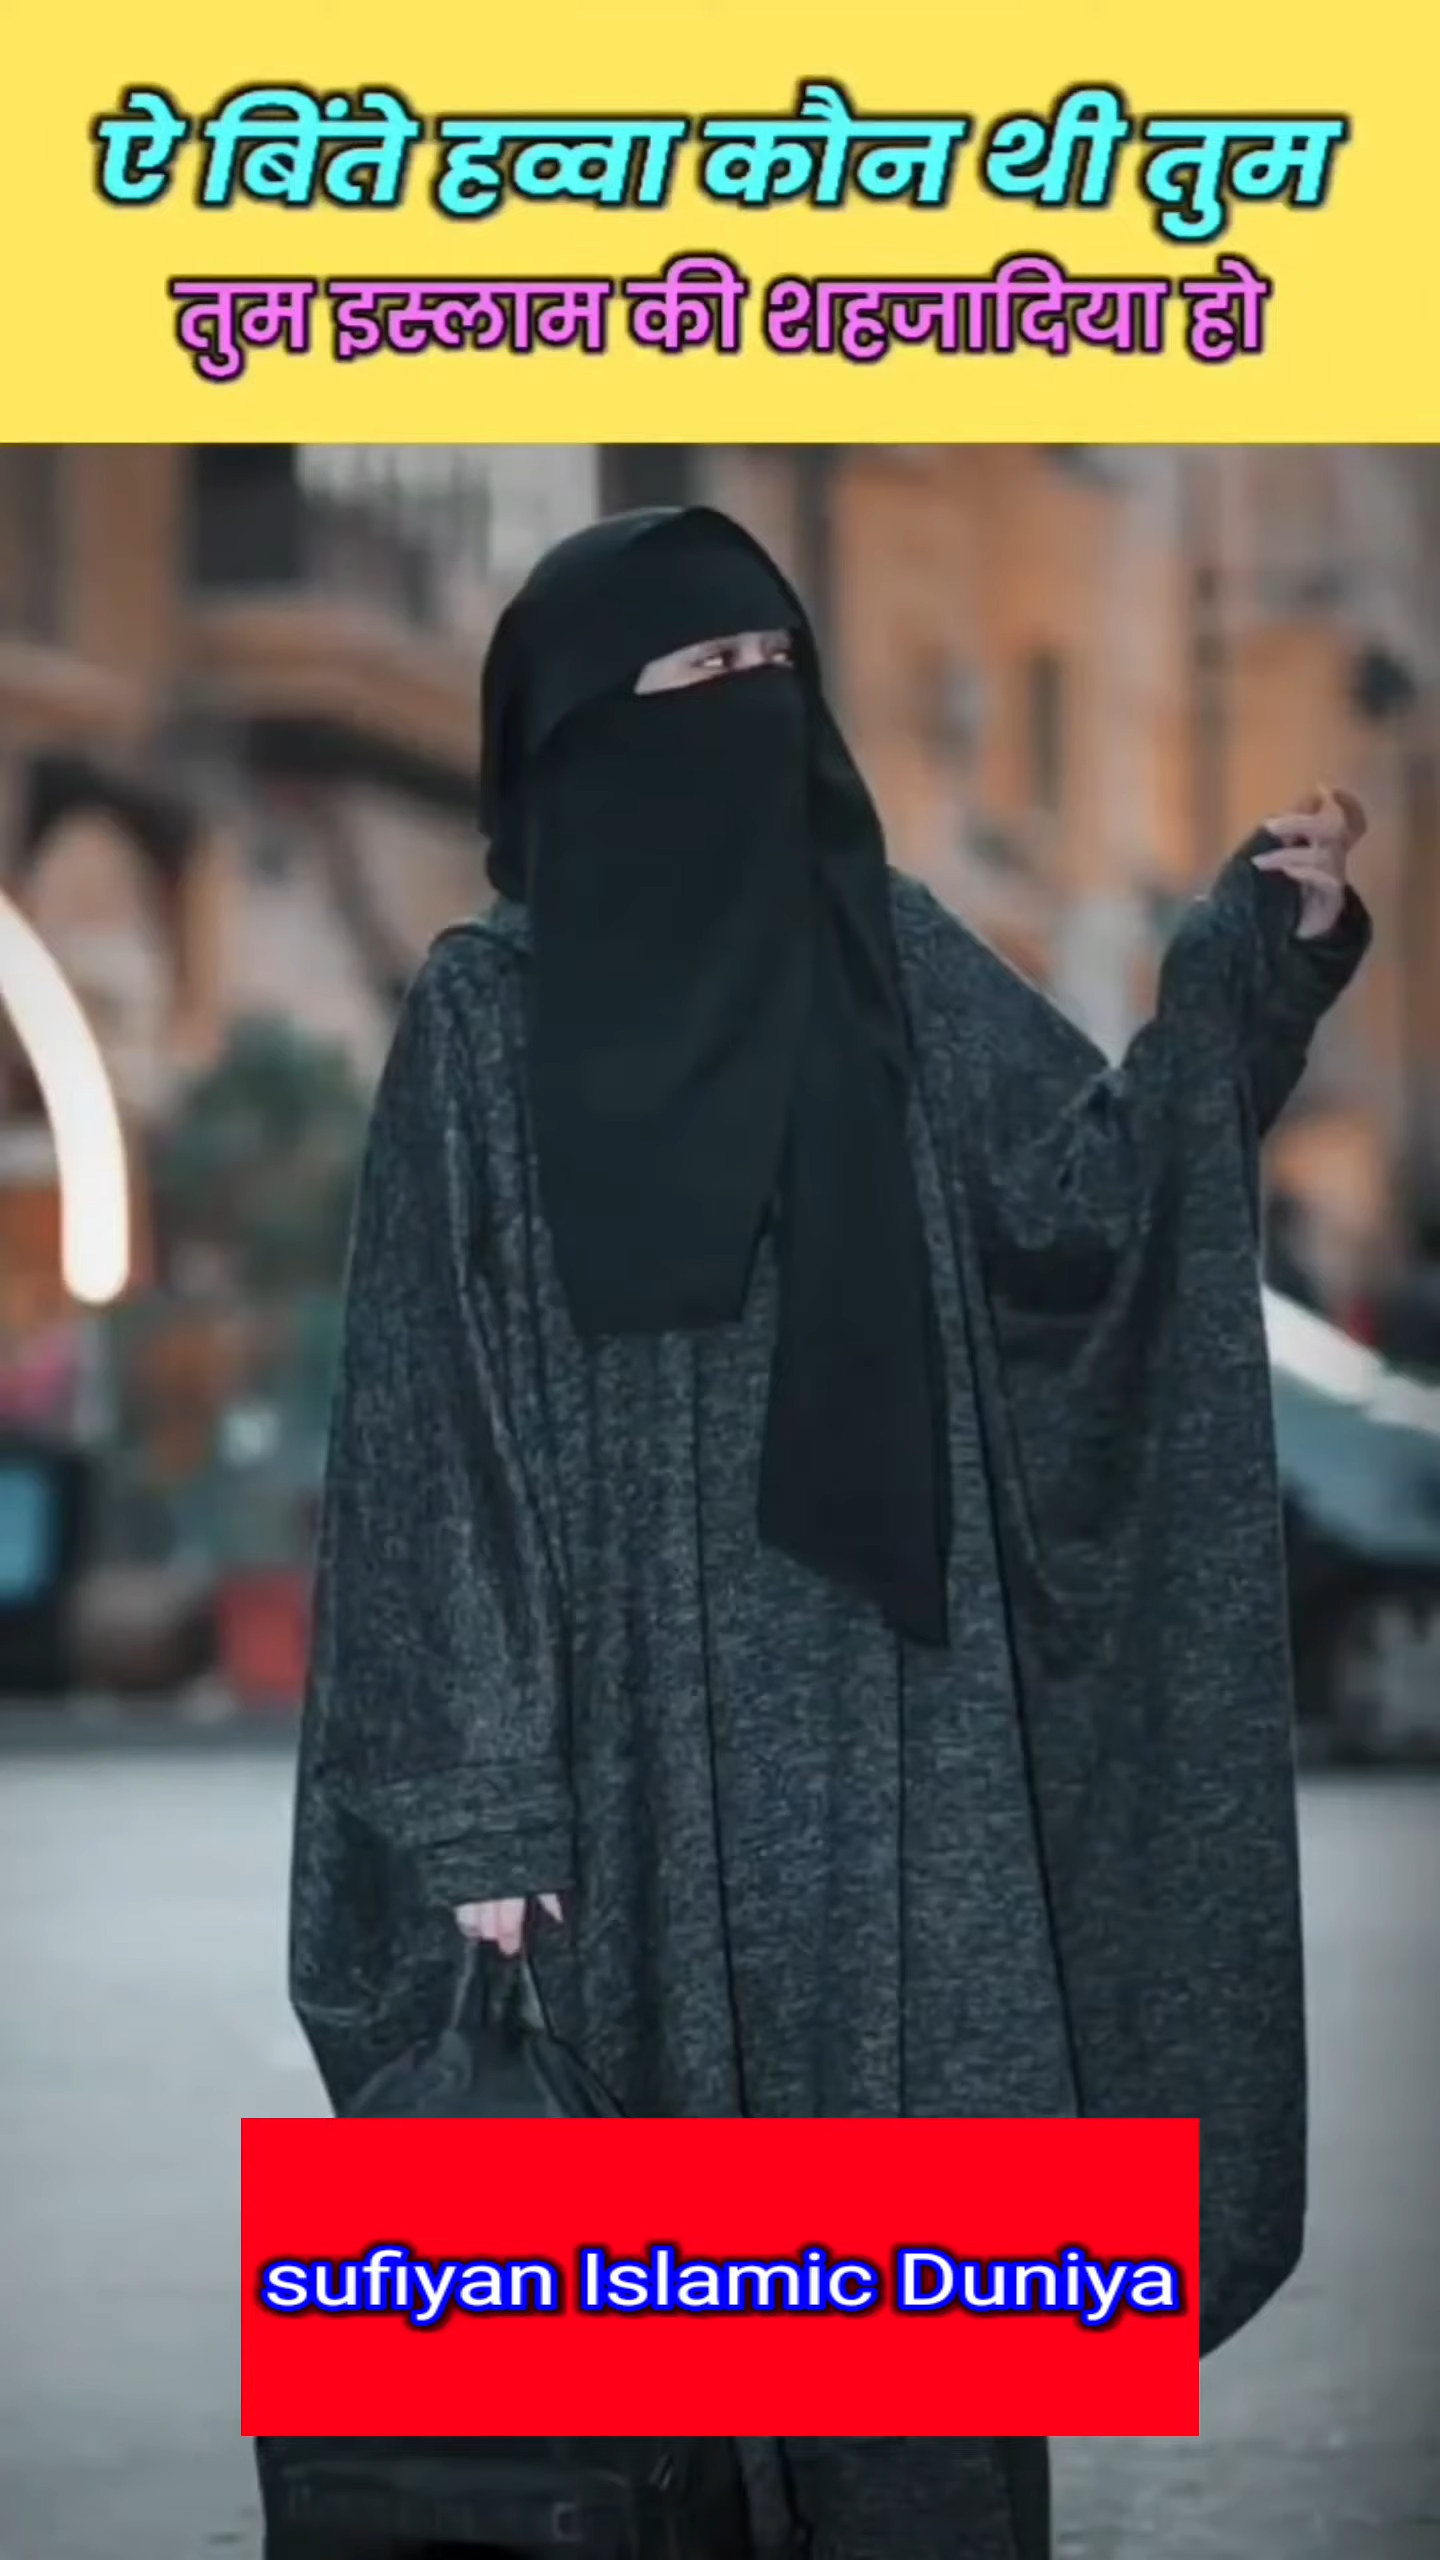 ऐ बिंते हव्वा कौन थी तुम
तुम इस्लाम की शहजादिया हो
sufiyan Islamic Duniya